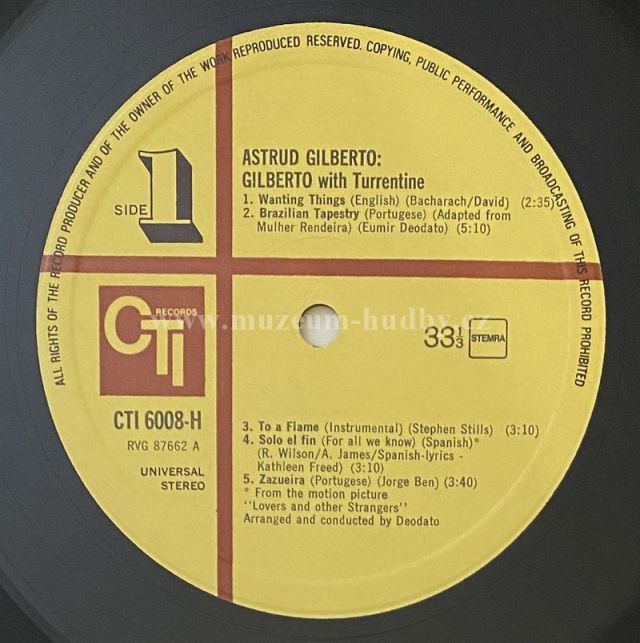 ALL RIGHTS OF THE RECORD PRODUCER AND OF THE OWNER OF THE WORK REPRODUCED RESERVED. COPYING, PUBLIC PERFORMANCE AND BROADCASTING OF THIS RECORD PROHIBITED
SIDE 1
ASTRUD GILBERTO:
GILBERTO with Turrentine
1. Wanting Things (English) (Bacharach/David) (2:35)
2. Brazilian Tapestry (Portugese) (Adapted from
Mulher Rendeira) (Eumir Deodato) (5:10)
CTI RECORDS
www.muzeum-hudby.cz
33⅓ STEMRA
CTI 6008-H
RVG 87662 A
UNIVERSAL
STEREO
3. To a Flame (Instrumental) (Stephen Stills) (3:10)
4. Solo el fin (For all we know) (Spanish)*
(R. Wilson/A. James/Spanish-lyrics -
Kathleen Freed) (3:10)
5. Zazueira (Portugese) (Jorge Ben) (3:40)
* From the motion picture
"Lovers and other Strangers"
Arranged and conducted by Deodato